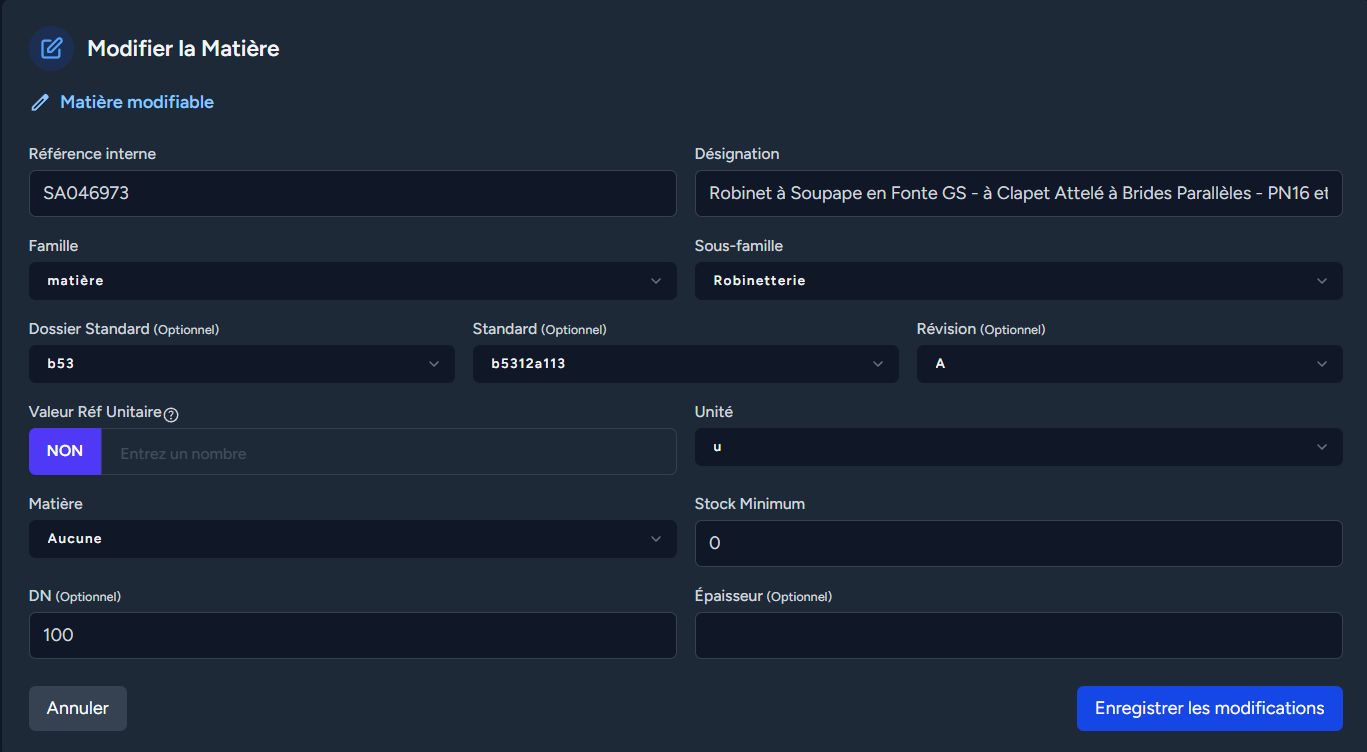 Modifier la Matière
Matière modifiable
Référence interne
Désignation
SA046973
Robinet à Soupape en Fonte GS - à Clapet Attelé à Brides Parallèles - PN16 et
Famille
Sous-famille
matière
Robinetterie
Dossier Standard (Optionnel)
Standard (Optionnel)
Révision (Optionnel)
b53
b5312a113
A
Valeur Réf Unitaire ?
Unité
NON
Entrez un nombre
u
Matière
Stock Minimum
Aucune
0
DN (Optionnel)
Épaisseur (Optionnel)
100
Annuler
Enregistrer les modifications